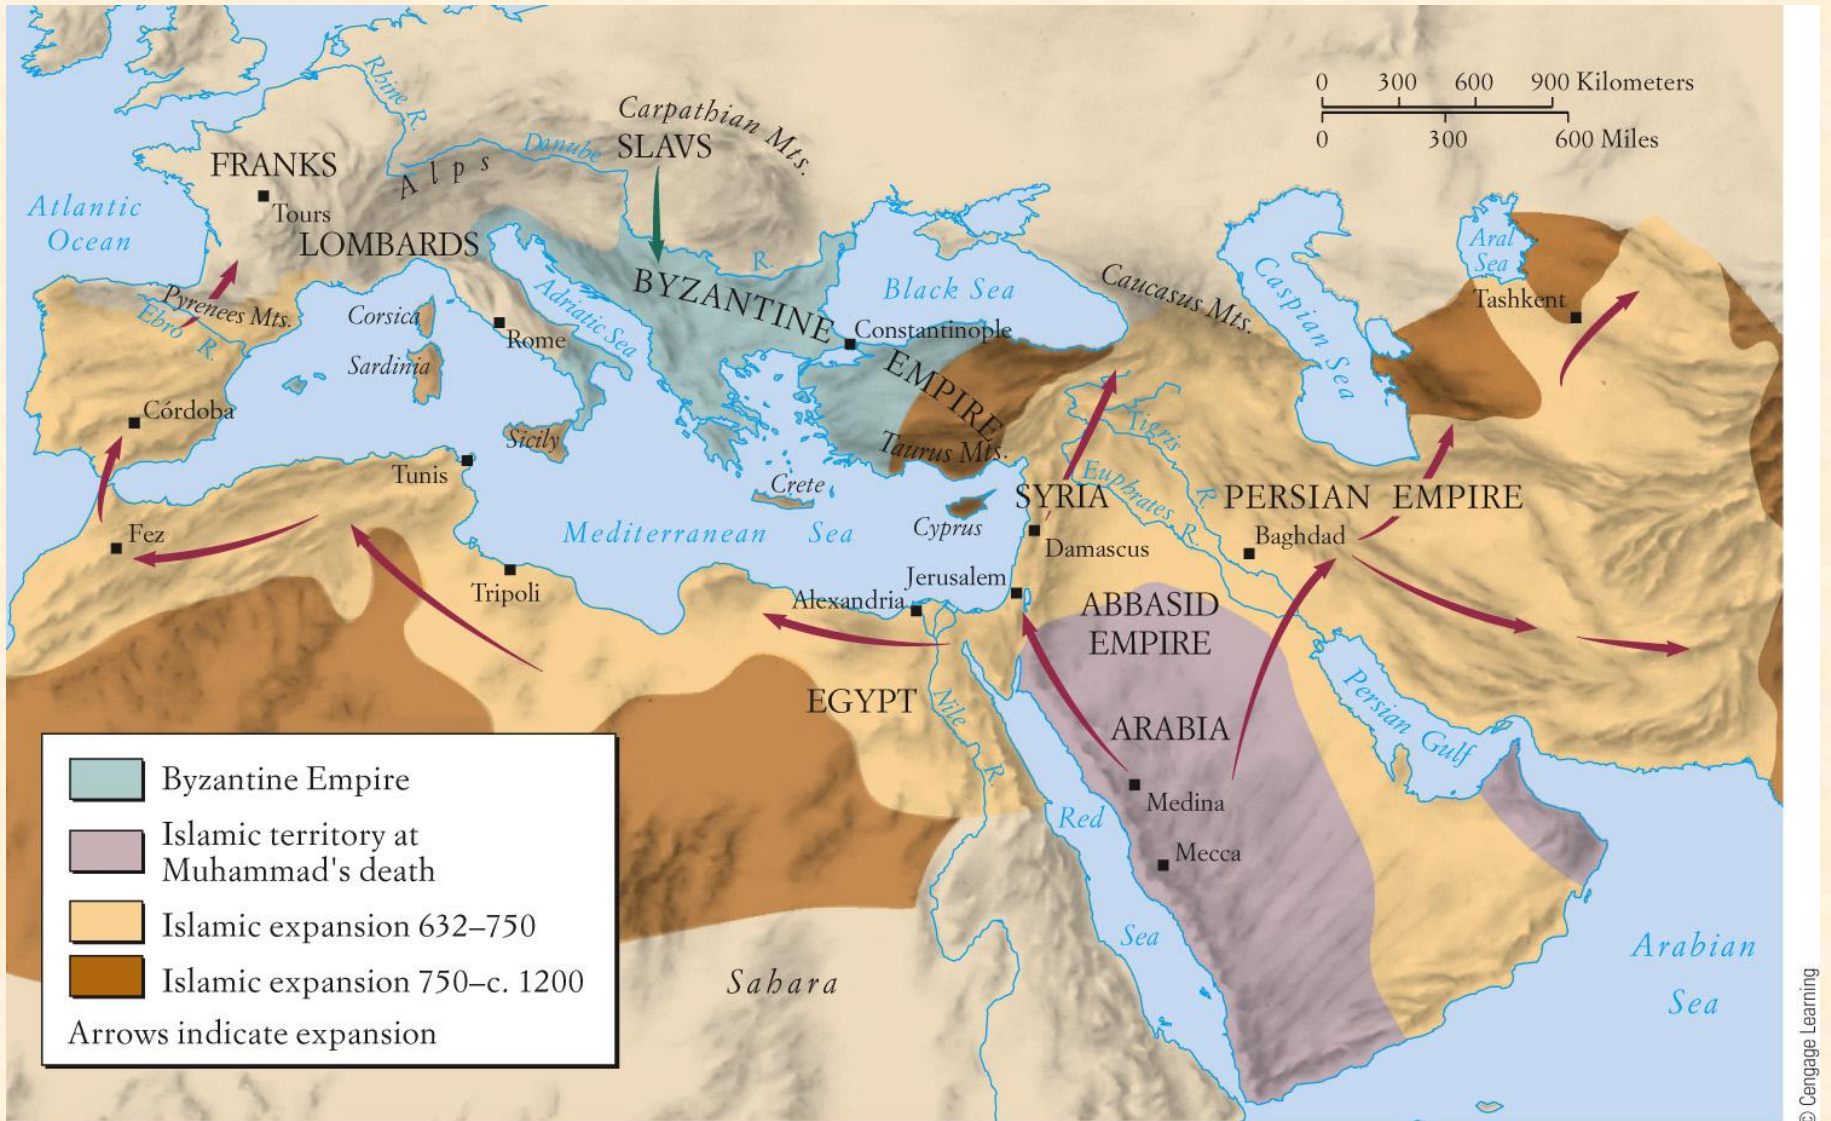 Rhine R.
Carpathian Mts.
SLAVS
Danube
R.
Alps
FRANKS
Tours
LOMBARDS
Atlantic
Ocean
0 300 600 900 Kilometers
0 300 600 Miles
BYZANTINE
EMPIRE
Black Sea
Constantinople
Caucasus Mts.
Caspian Sea
Aral
Sea
Tashkent
Pyrenees Mts.
Ebro R.
Corsica
Sardinia
Rome
Adriatic Sea
Córdoba
Sicily
Tunis
Crete
Taurus Mts.
Tigris
R.
Euphrates R.
SYRIA
PERSIAN EMPIRE
Baghdad
Fez
Mediterranean Sea
Cyprus
Damascus
Tripoli
Jerusalem
Alexandria
ABBASID
EMPIRE
EGYPT
Nile R.
ARABIA
Persian Gulf
Medina
Red
Sea
Mecca
Sahara
Arabian
Sea
Byzantine Empire
Islamic territory at
Muhammad's death
Islamic expansion 632–750
Islamic expansion 750–c. 1200
Arrows indicate expansion
© Cengage Learning